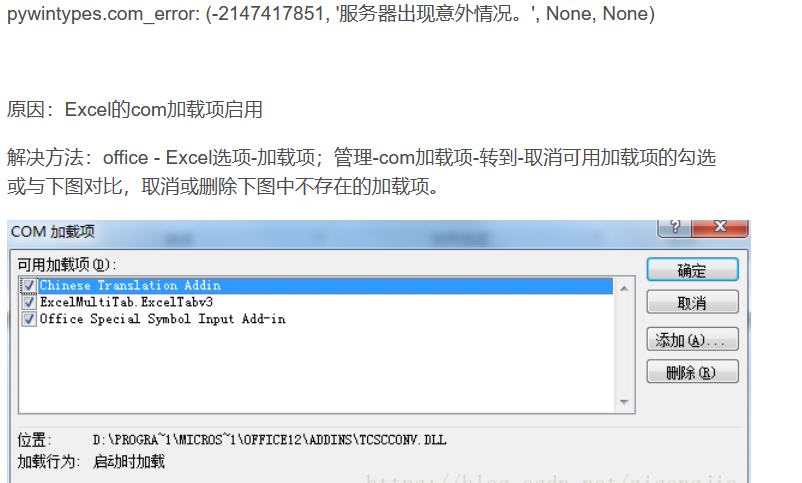 pywintypes.com_error: (-2147417851, '服务器出现意外情况。', None, None)
原因：Excel的com加载项启用
解决方法：office - Excel选项-加载项；管理-com加载项-转到-取消可用加载项的勾选
或与下图对比，取消或删除下图中不存在的加载项。
COM 加载项
可用加载项(D):
确定
Chinese Translation Addin
ExcelMultiTab.ExcelTabv3
取消
Office Special Symbol Input Add-in
添加(A)...
删除(R)
位置: D:\PROGRA~1\MICROS~1\OFFICE12\ADDINS\TCSCCONV.DLL
加载行为: 启动时加载